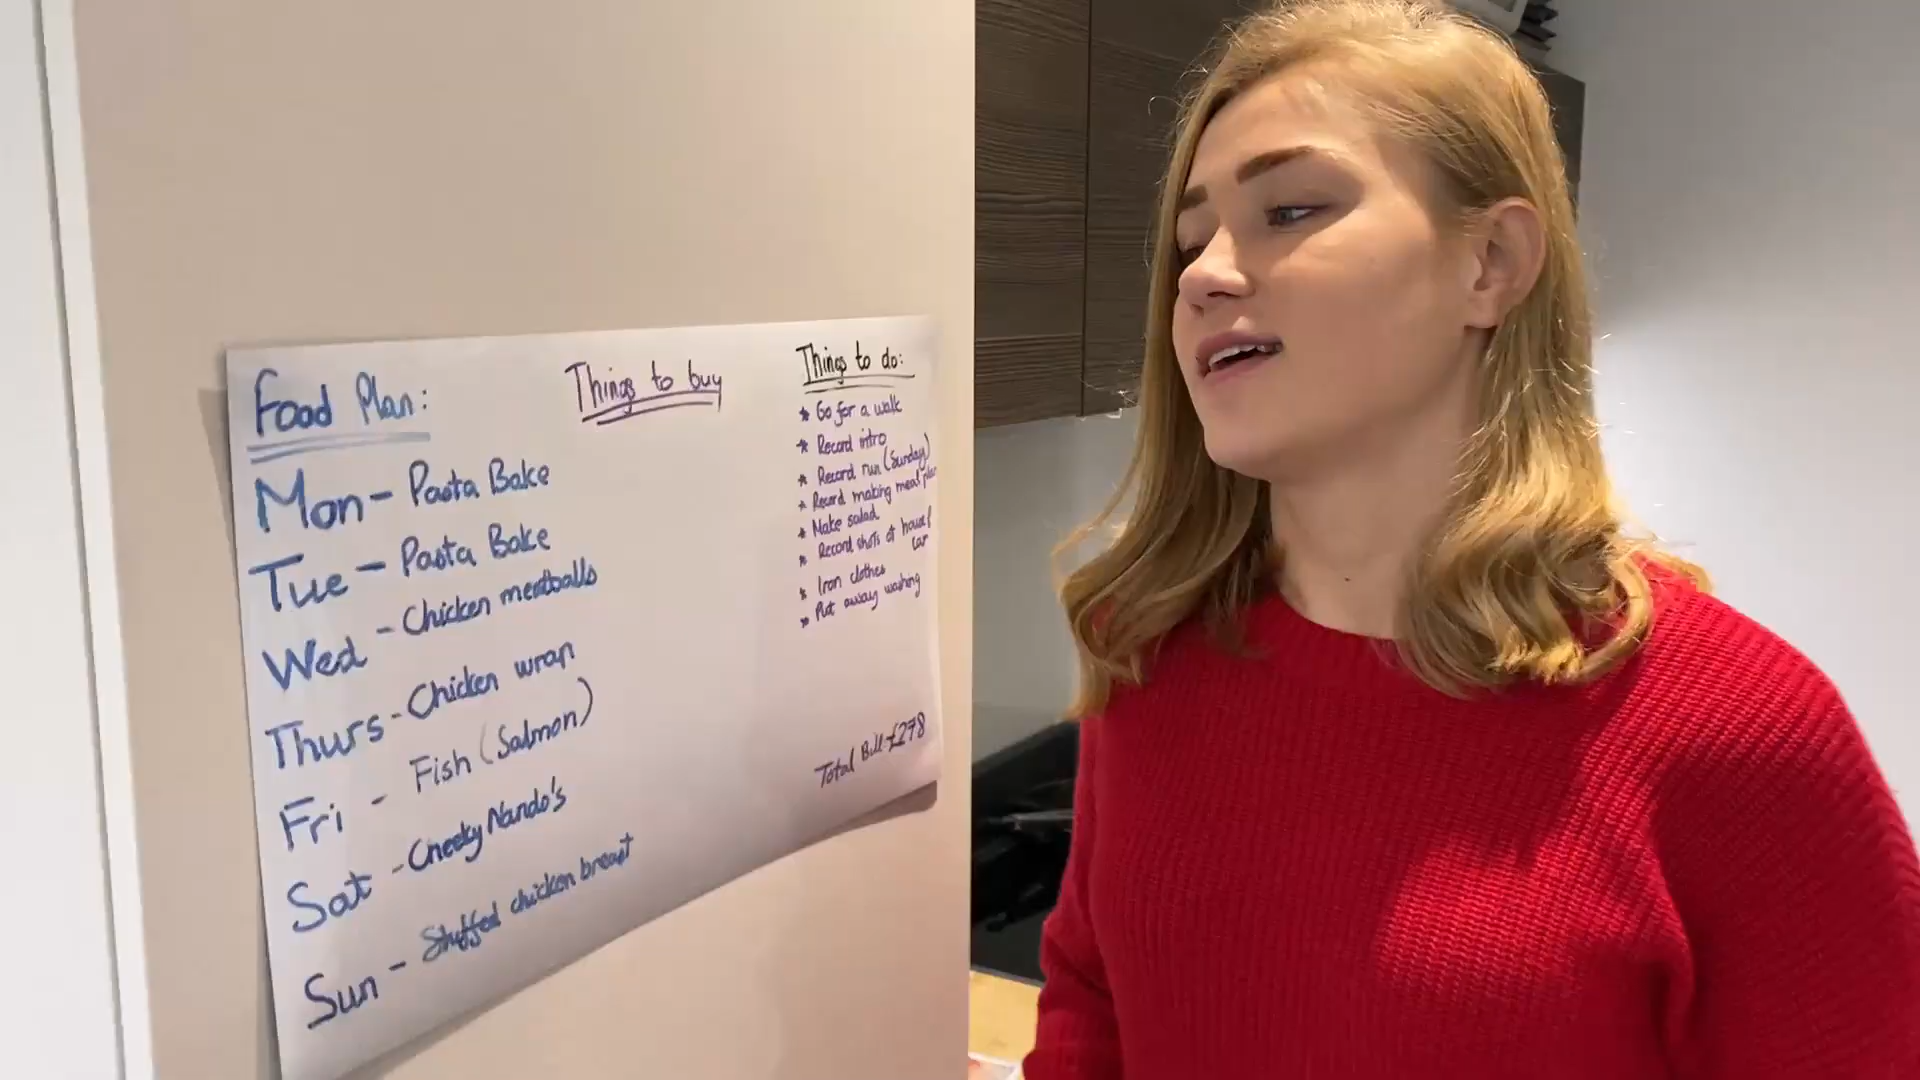 Food Plan:
Mon - Pasta Bake
Tue - Pasta Bake
Wed - Chicken meatballs
Thurs - Chicken wrap
Fri - Fish (Salmon)
Sat - Cheeky Nando's
Sun - Stuffed chicken breast
Things to buy
Things to do:
* Go for a walk
* Record intro
* Record run (Sunday)
* Record making meal plan
* Make salad
* Record shots of house/
car
* Iron clothes
* Put away washing
Total Bill - £278